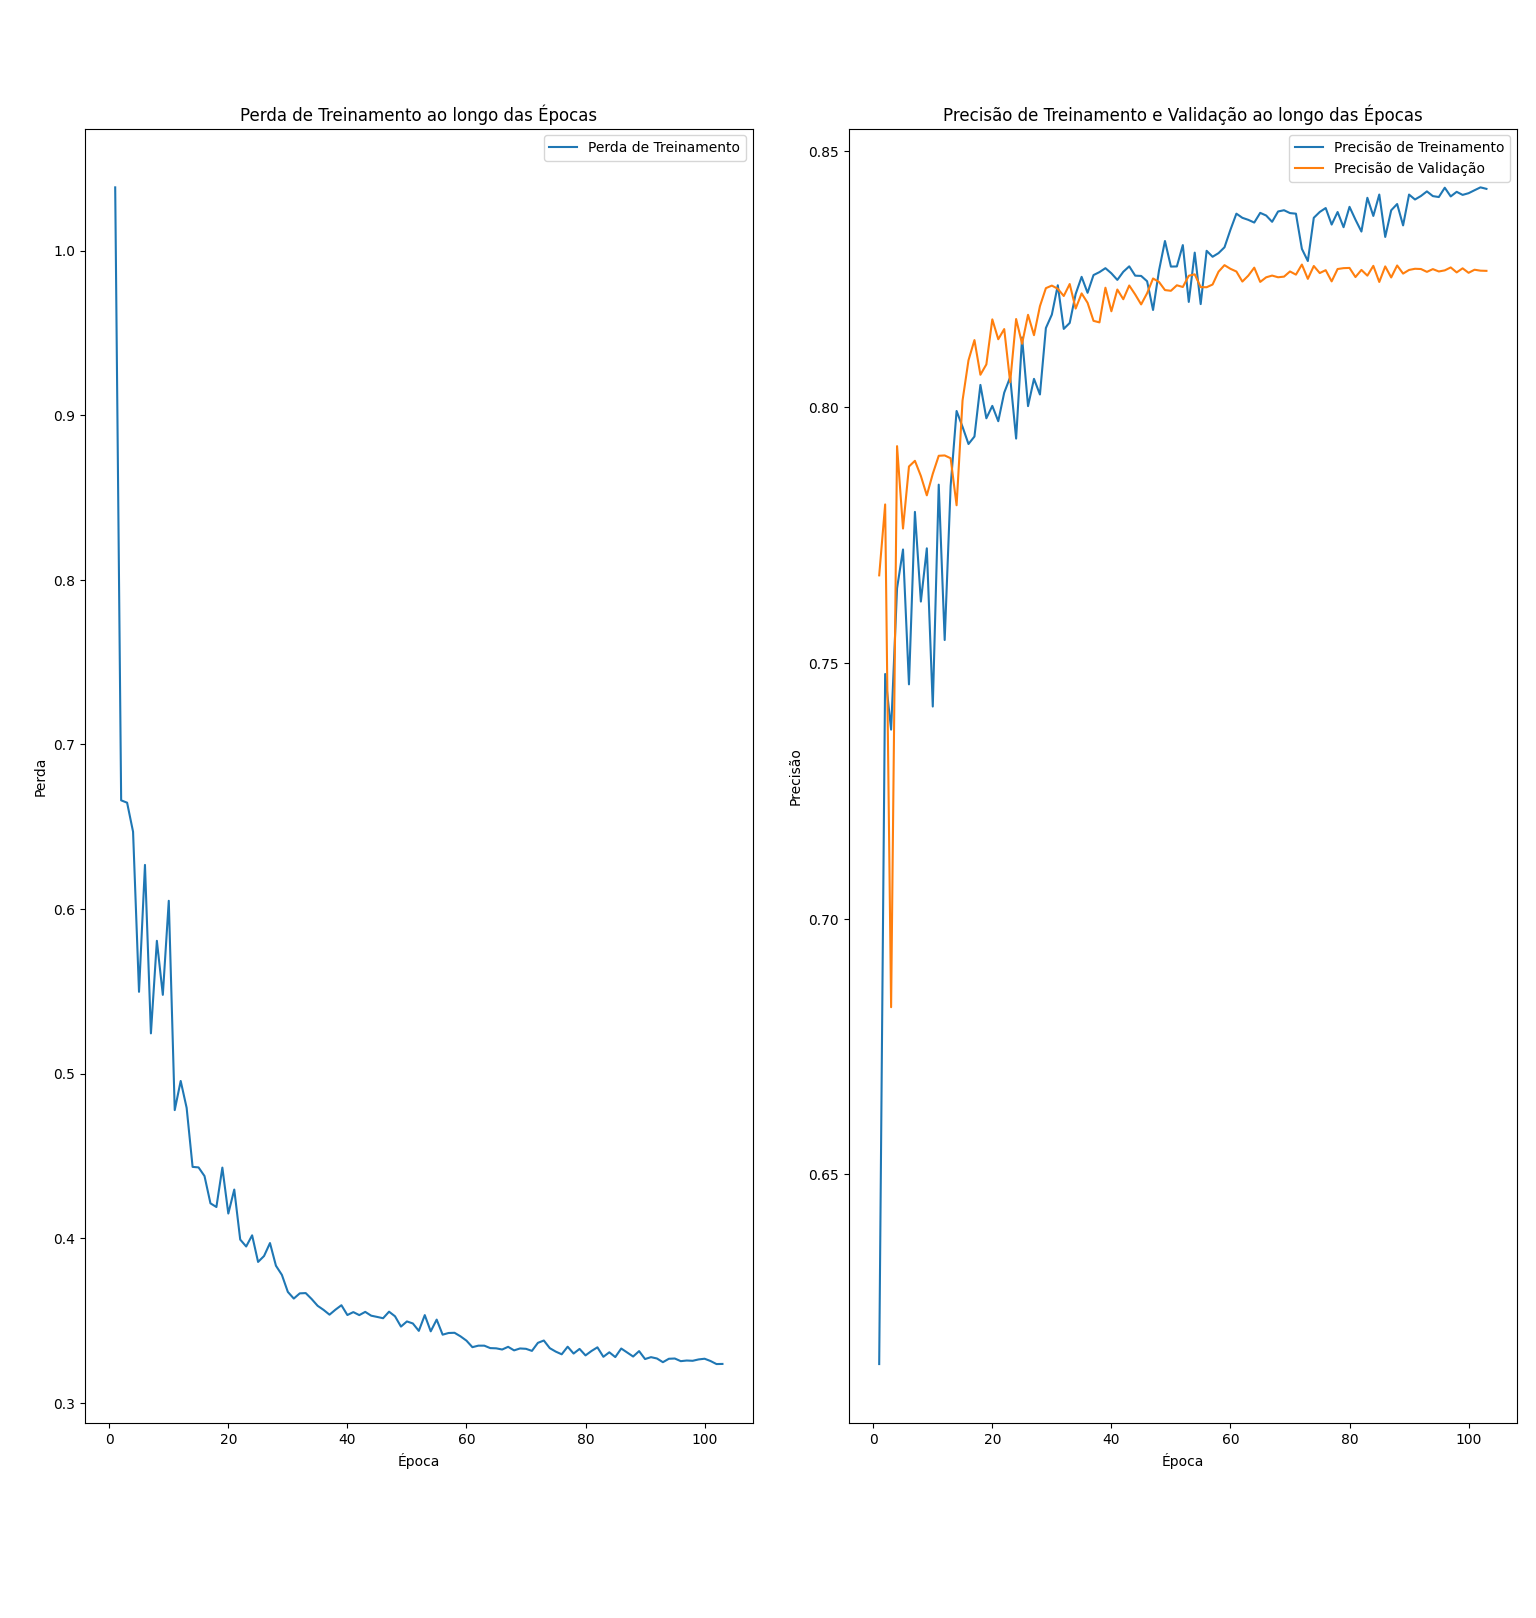 Perda de Treinamento ao longo das Épocas
Perda de Treinamento
1.0
0.9
0.8
0.7
0.6
0.5
0.4
0.3
Perda
0 20 40 60 80 100
Época
Precisão de Treinamento e Validação ao longo das Épocas
Precisão de Treinamento
Precisão de Validação
0.85
0.80
0.75
0.70
0.65
Precisão
0 20 40 60 80 100
Época